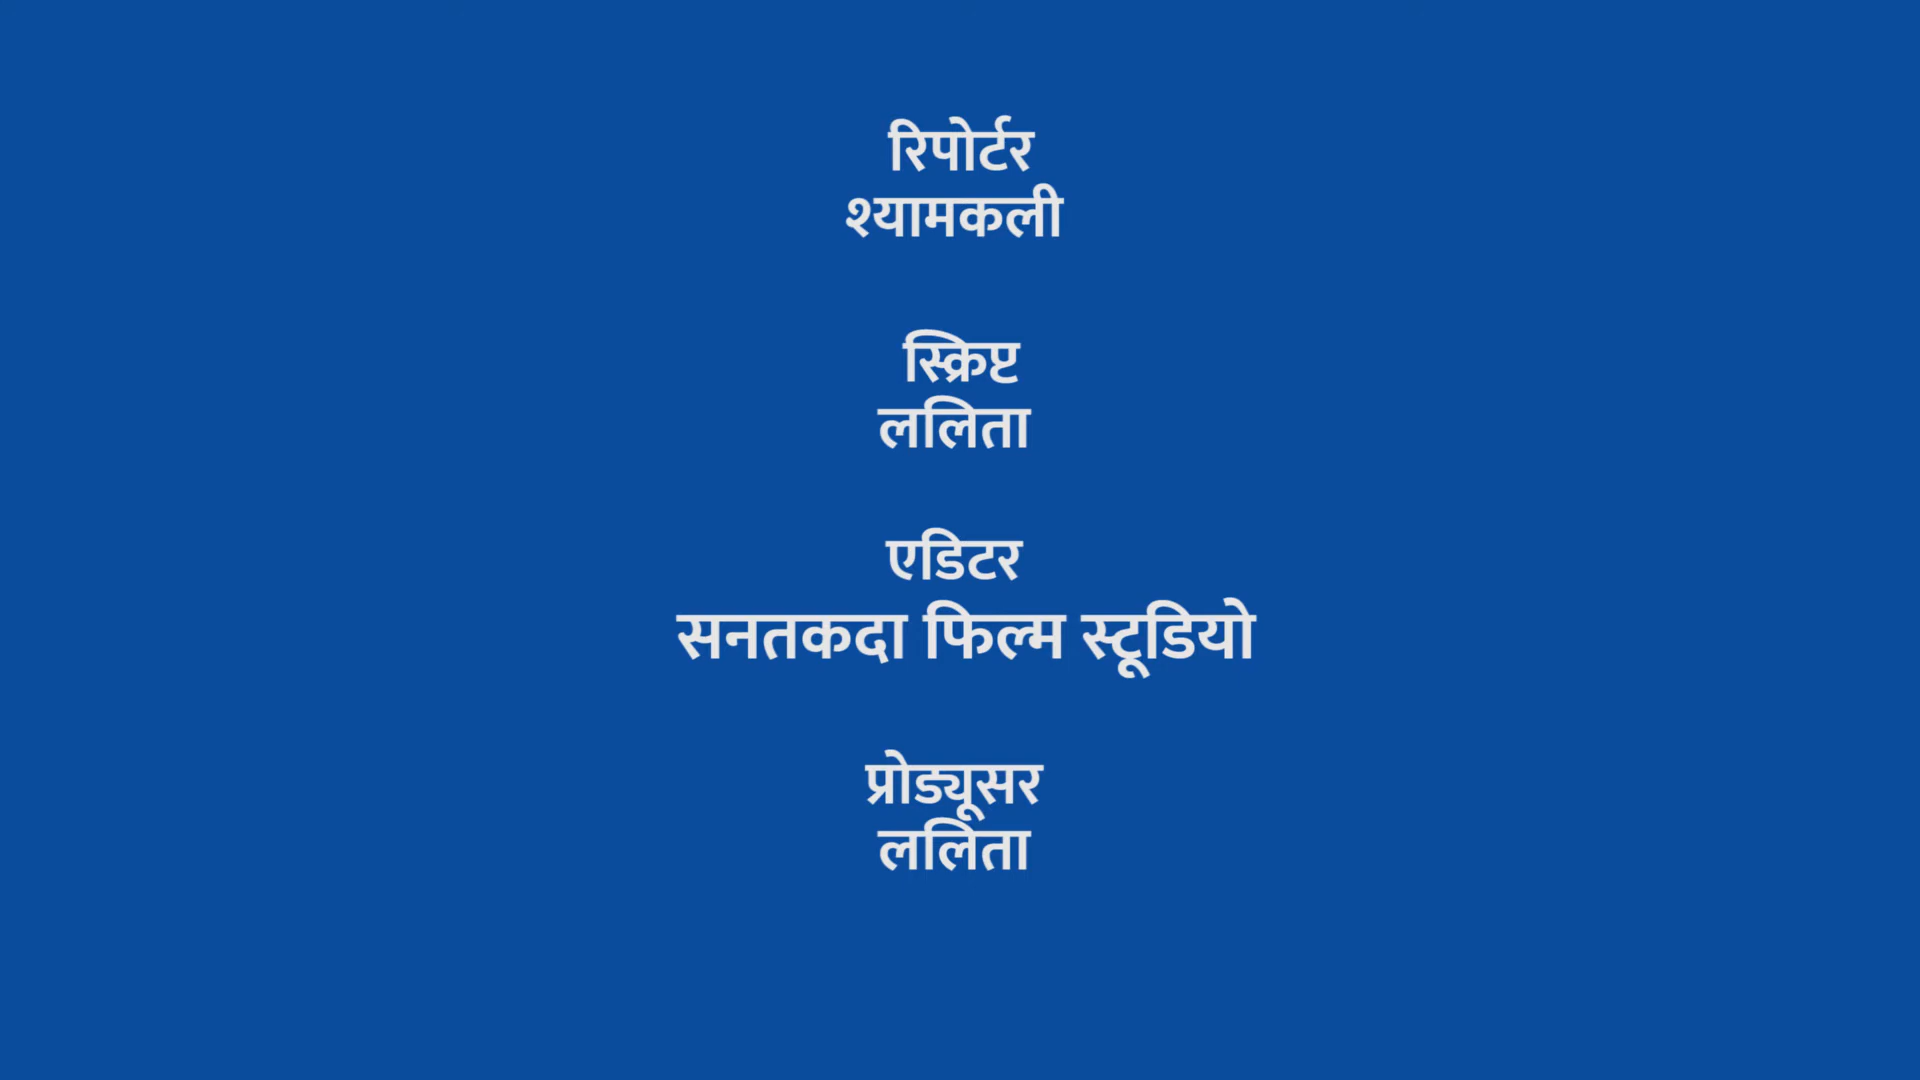 रिपोर्टर
श्यामकली
स्क्रिप्ट
ललिता
एडिटर
सनतकदा फिल्म स्टूडियो
प्रोड्यूसर
ललिता